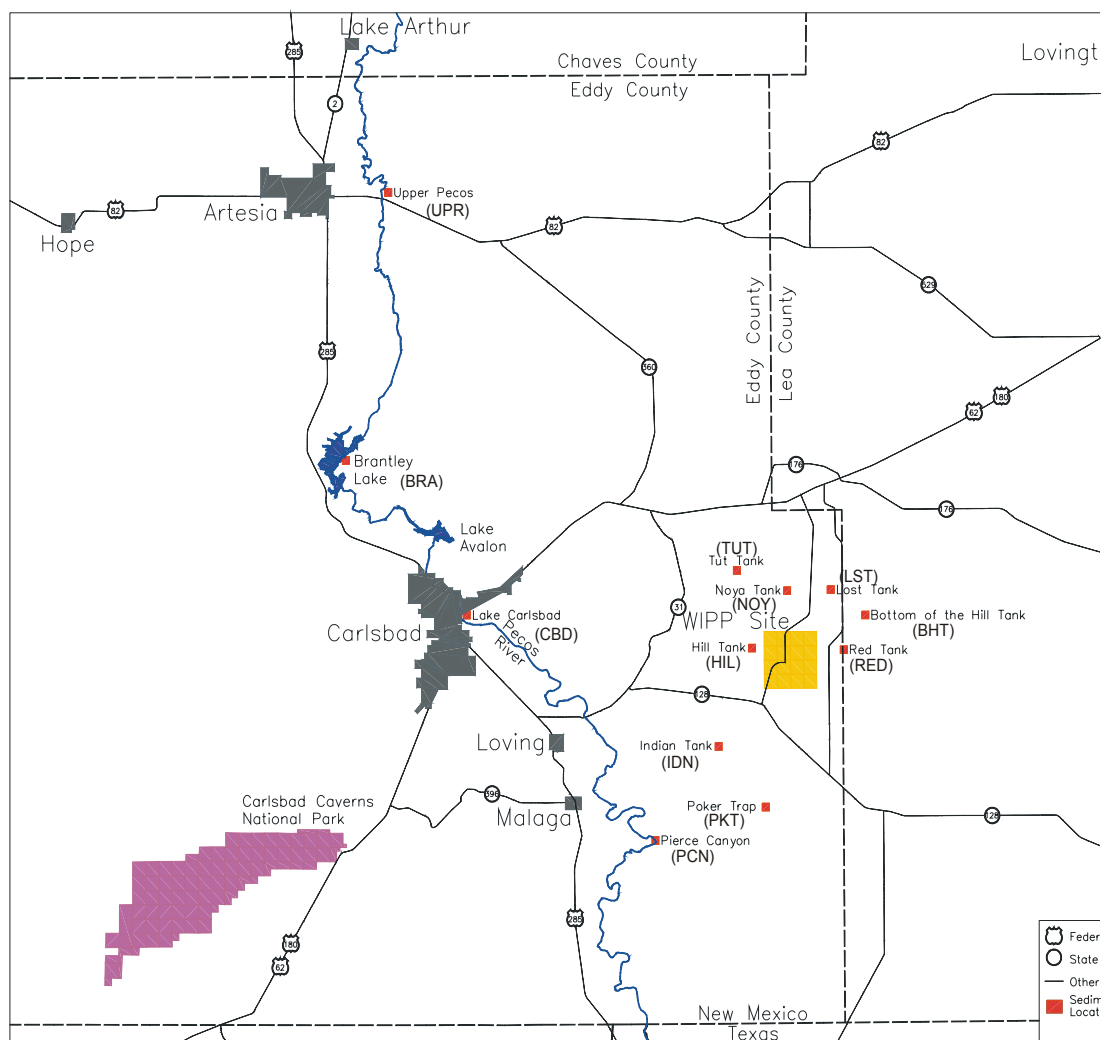 Lake Arthur
285
Chaves County
Lovingt
Eddy County
2
82
Upper Pecos
(UPR)
Artesia
82
Hope
82
Eddy County
Lea County
529
285
360
180
62
Brantley
Lake
(BRA)
176
176
Lake
Avalon
(TUT)
Tut Tank
(LST)
Noya Tank
Lost Tank
(NOY)
31
WIPP Site
Bottom of the Hill Tank
(BHT)
Lake Carlsbad
(CBD)
Pecos
River
Carlsbad
Hill Tank
(HIL)
Red Tank
(RED)
128
Loving
Indian Tank
(IDN)
396
Carlsbad Caverns
National Park
Malaga
Poker Trap
(PKT)
128
Pierce Canyon
(PCN)
285
180
62
Feder
State
Other
Sedim
Locat
New Mexico
Texas